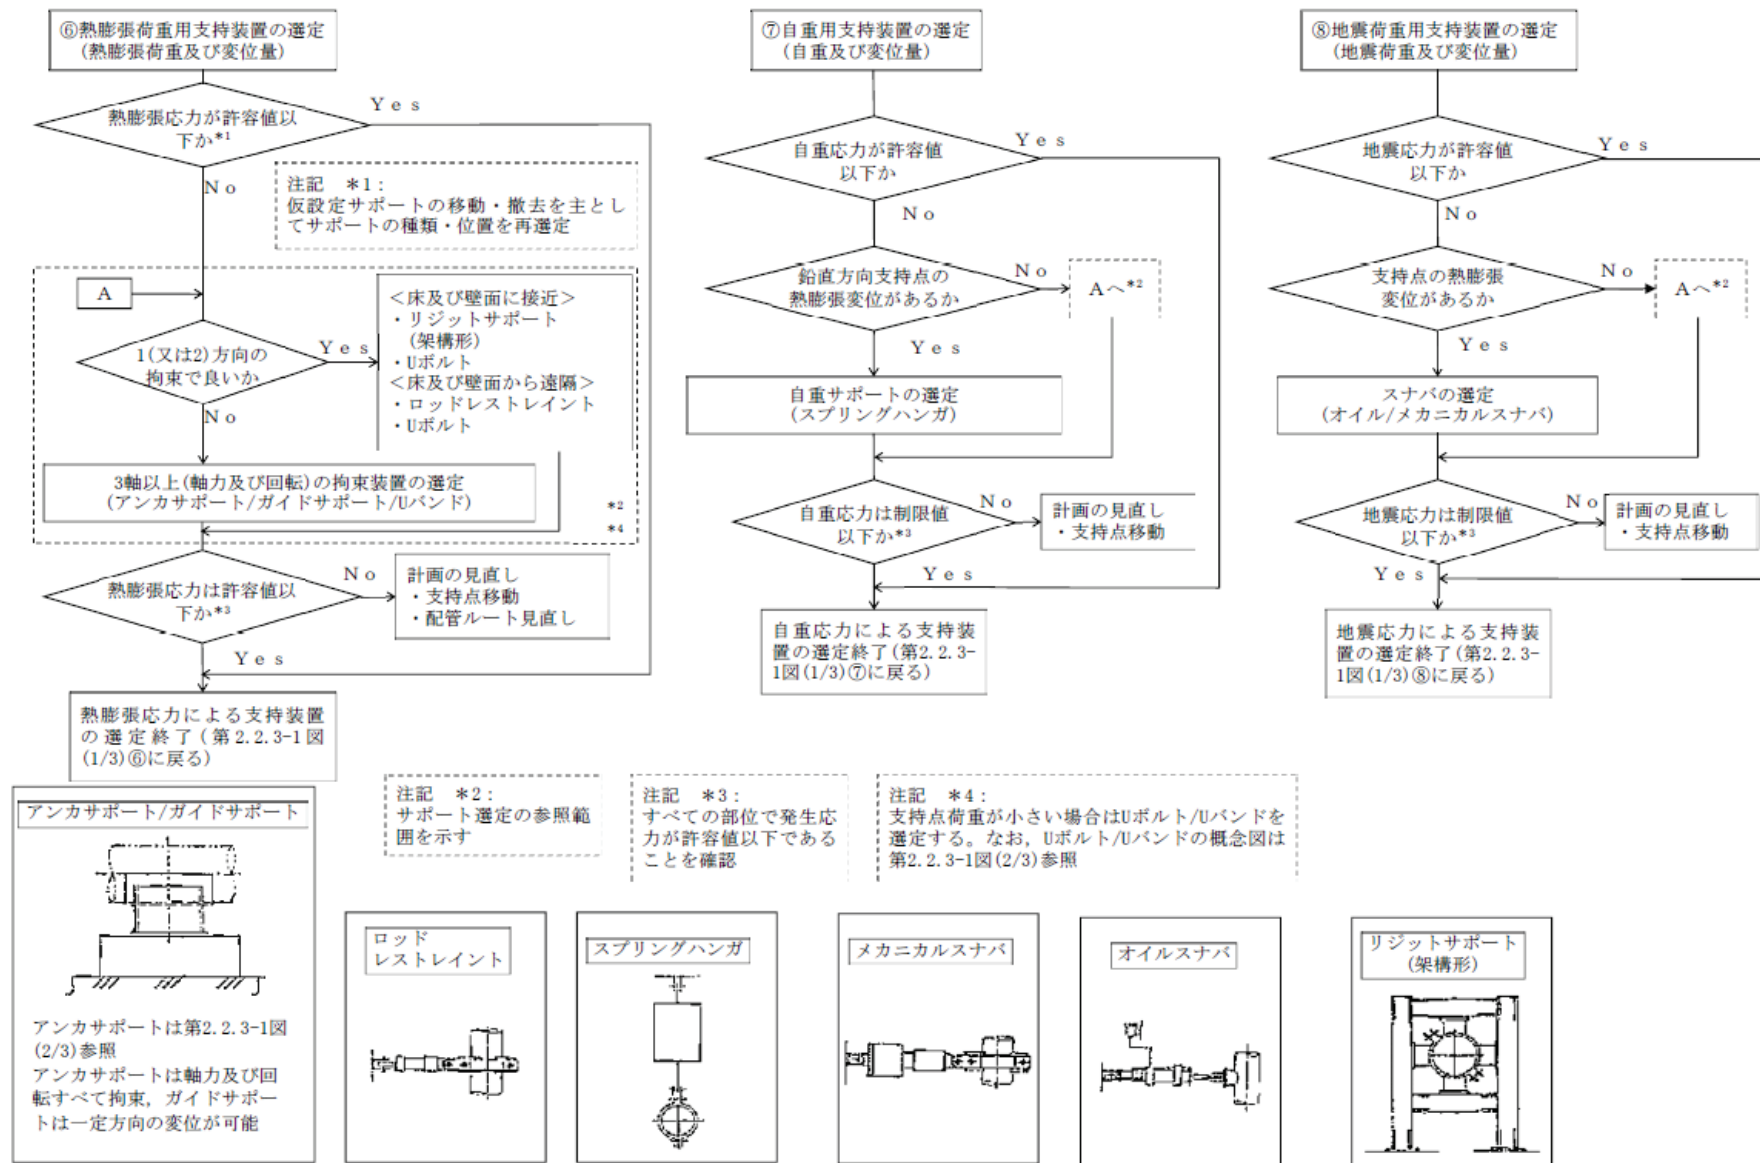 ⑥熱膨張荷重用支持装置の選定
(熱膨張荷重及び変位量)
熱膨張応力が許容値以
下か*1
Yes
No
注記　*1：
仮設定サポートの移動・撤去を主とし
てサポートの種類・位置を再選定
A
1(又は2)方向の
拘束で良いか
Yes
No
＜床及び壁面に接近＞
・リジットサポート
(架構形)
・Uボルト
＜床及び壁面から遠隔＞
・ロッドレストレイント
・Uボルト
3軸以上(軸力及び回転)の拘束装置の選定
(アンカサポート/ガイドサポート/Uバンド)
*2
*4
熱膨張応力は許容値以
下か*3
No
Yes
計画の見直し
・支持点移動
・配管ルート見直し
熱膨張応力による支持装置
の選定終了(第2.2.3-1図
(1/3)⑥に戻る)
⑦自重用支持装置の選定
(自重及び変位量)
自重応力が許容値
以下か
Yes
No
鉛直方向支持点の
熱膨張変位があるか
No
Aへ*2
Yes
自重サポートの選定
(スプリングハンガ)
自重応力は制限値
以下か*3
No
計画の見直し
・支持点移動
Yes
自重応力による支持装
置の選定終了(第2.2.3-
1図(1/3)⑦に戻る)
⑧地震荷重用支持装置の選定
(地震荷重及び変位量)
地震応力が許容値
以下か
Yes
No
支持点の熱膨張
変位があるか
No
Aへ*2
Yes
スナバの選定
(オイル/メカニカルスナバ)
地震応力は制限値
以下か*3
No
計画の見直し
・支持点移動
Yes
地震応力による支持装
置の選定終了(第2.2.3-
1図(1/3)⑧に戻る)
注記　*2：
サポート選定の参照範
囲を示す
注記　*3：
すべての部位で発生応
力が許容値以下である
ことを確認
注記　*4：
支持点荷重が小さい場合はUボルト/Uバンドを
選定する。なお，Uボルト/Uバンドの概念図は
第2.2.3-1図(2/3)参照
アンカサポート/ガイドサポート
アンカサポートは第2.2.3-1図
(2/3)参照
アンカサポートは軸力及び回
転すべて拘束，ガイドサポー
トは一定方向の変位が可能
ロッド
レストレイント
スプリングハンガ
メカニカルスナバ
オイルスナバ
リジットサポート
(架構形)